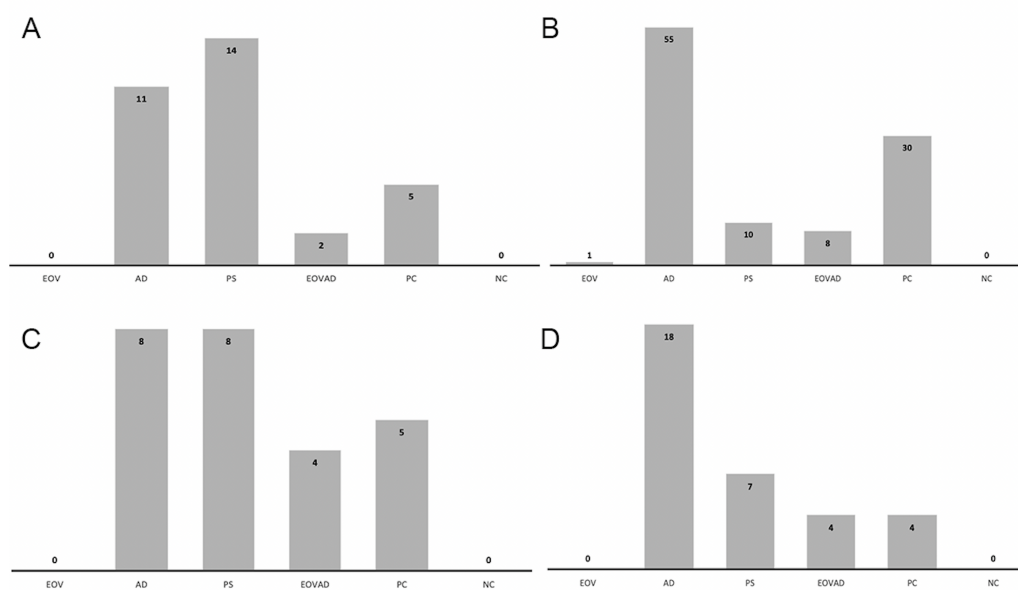 A
0 11 14 2 5 0
EOV AD PS EOVAD PC NC
B
1 55 10 8 30 0
EOV AD PS EOVAD PC NC
C
0 8 8 4 5 0
EOV AD PS EOVAD PC NC
D
0 18 7 4 4 0
EOV AD PS EOVAD PC NC